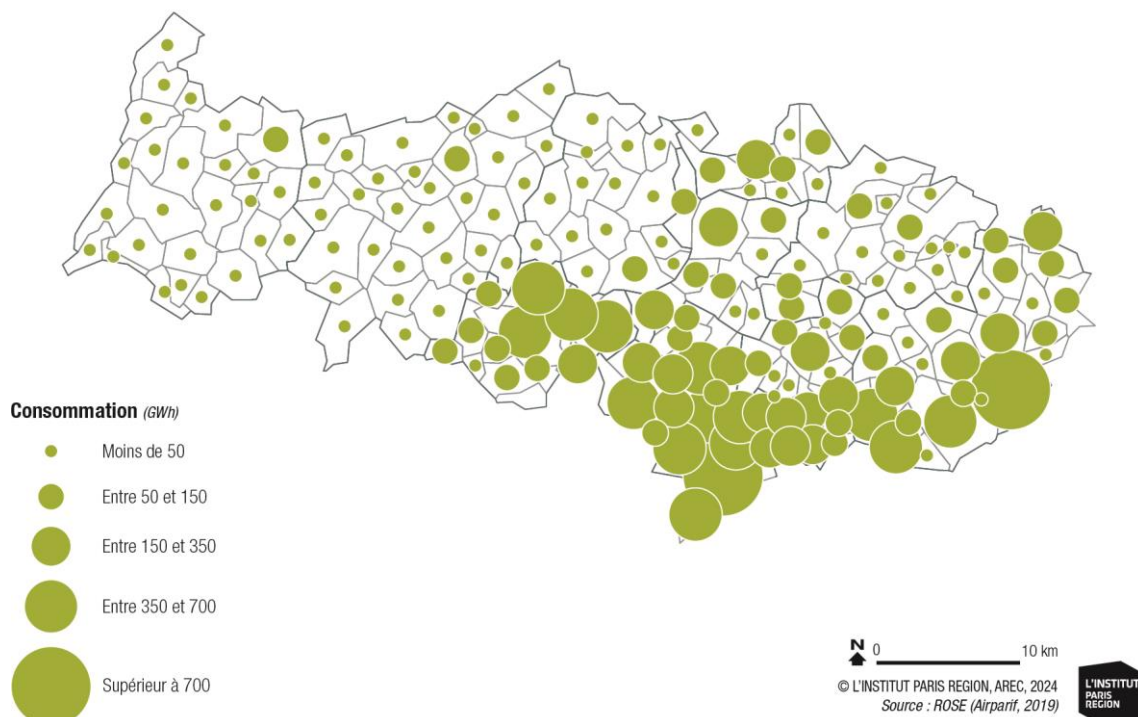 Consommation (GWh)
Moins de 50
Entre 50 et 150
Entre 150 et 350
Entre 350 et 700
Supérieur à 700
N 0 10 km
© L'INSTITUT PARIS REGION, AREC, 2024
Source : ROSE (Airparif, 2019)
L'INSTITUT
PARIS
REGION